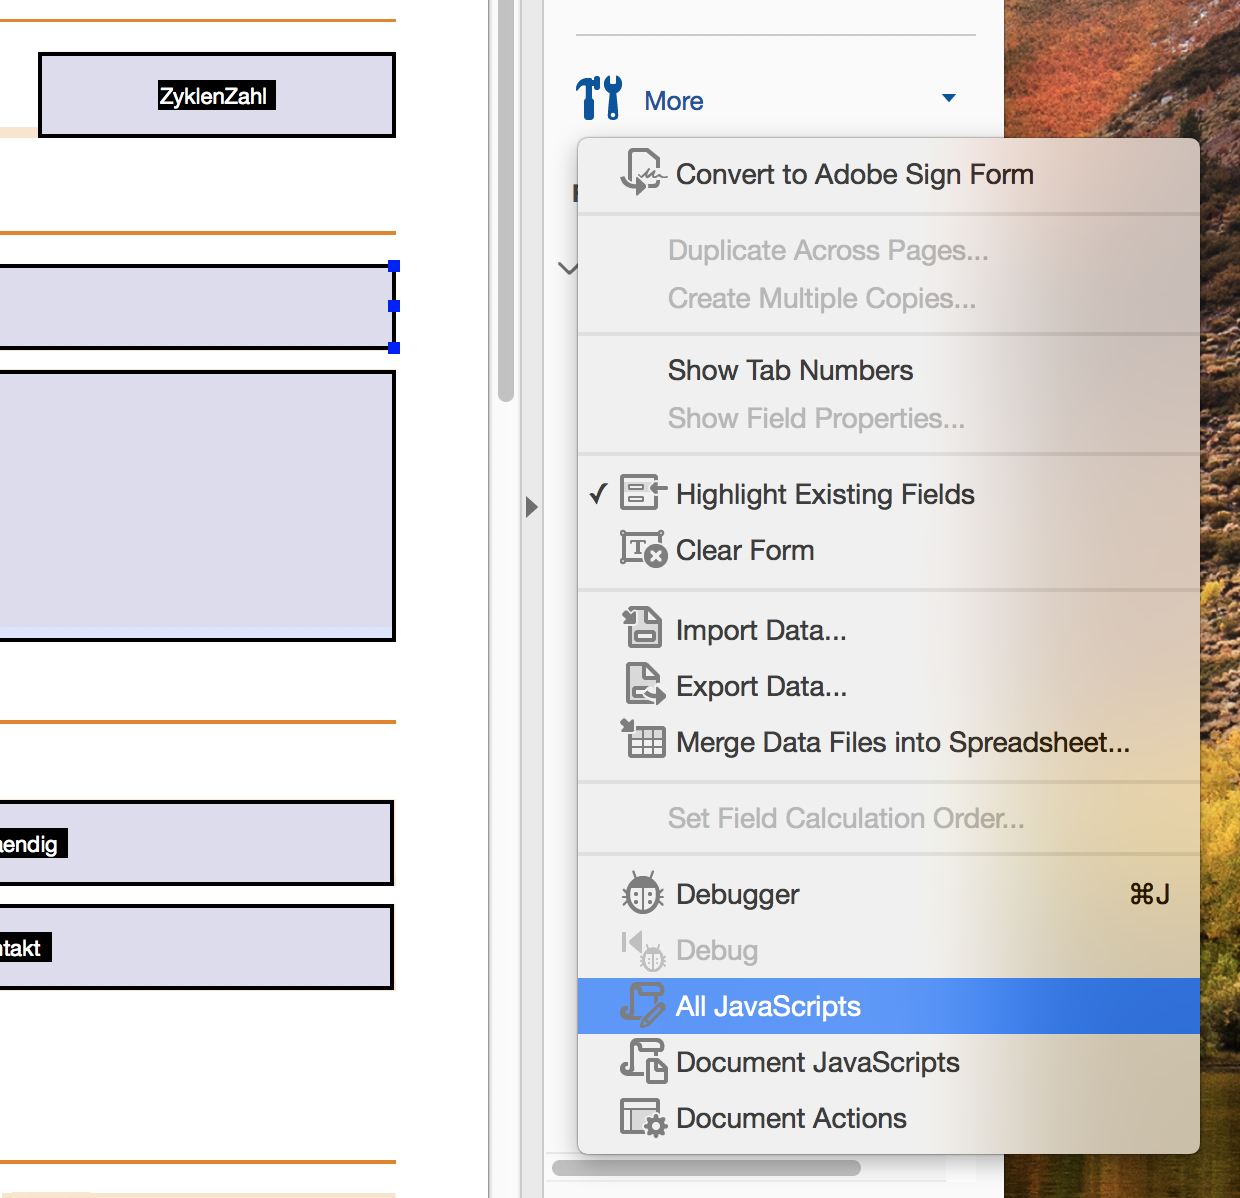 ZyklenZahl
aendig
ntakt
More
Convert to Adobe Sign Form
Duplicate Across Pages...
Create Multiple Copies...
Show Tab Numbers
Show Field Properties...
✓ Highlight Existing Fields
Clear Form
Import Data...
Export Data...
Merge Data Files into Spreadsheet...
Set Field Calculation Order...
Debugger ⌘J
Debug
All JavaScripts
Document JavaScripts
Document Actions